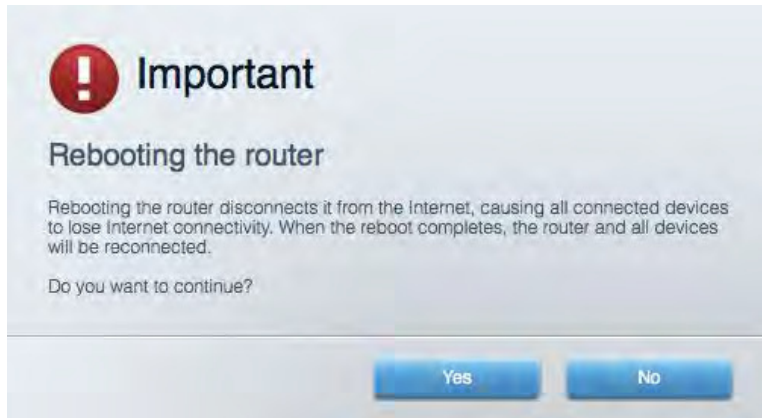 Important
Rebooting the router
Rebooting the router disconnects it from the Internet, causing all connected devices
to lose Internet connectivity. When the reboot completes, the router and all devices
will be reconnected.
Do you want to continue?
Yes
No